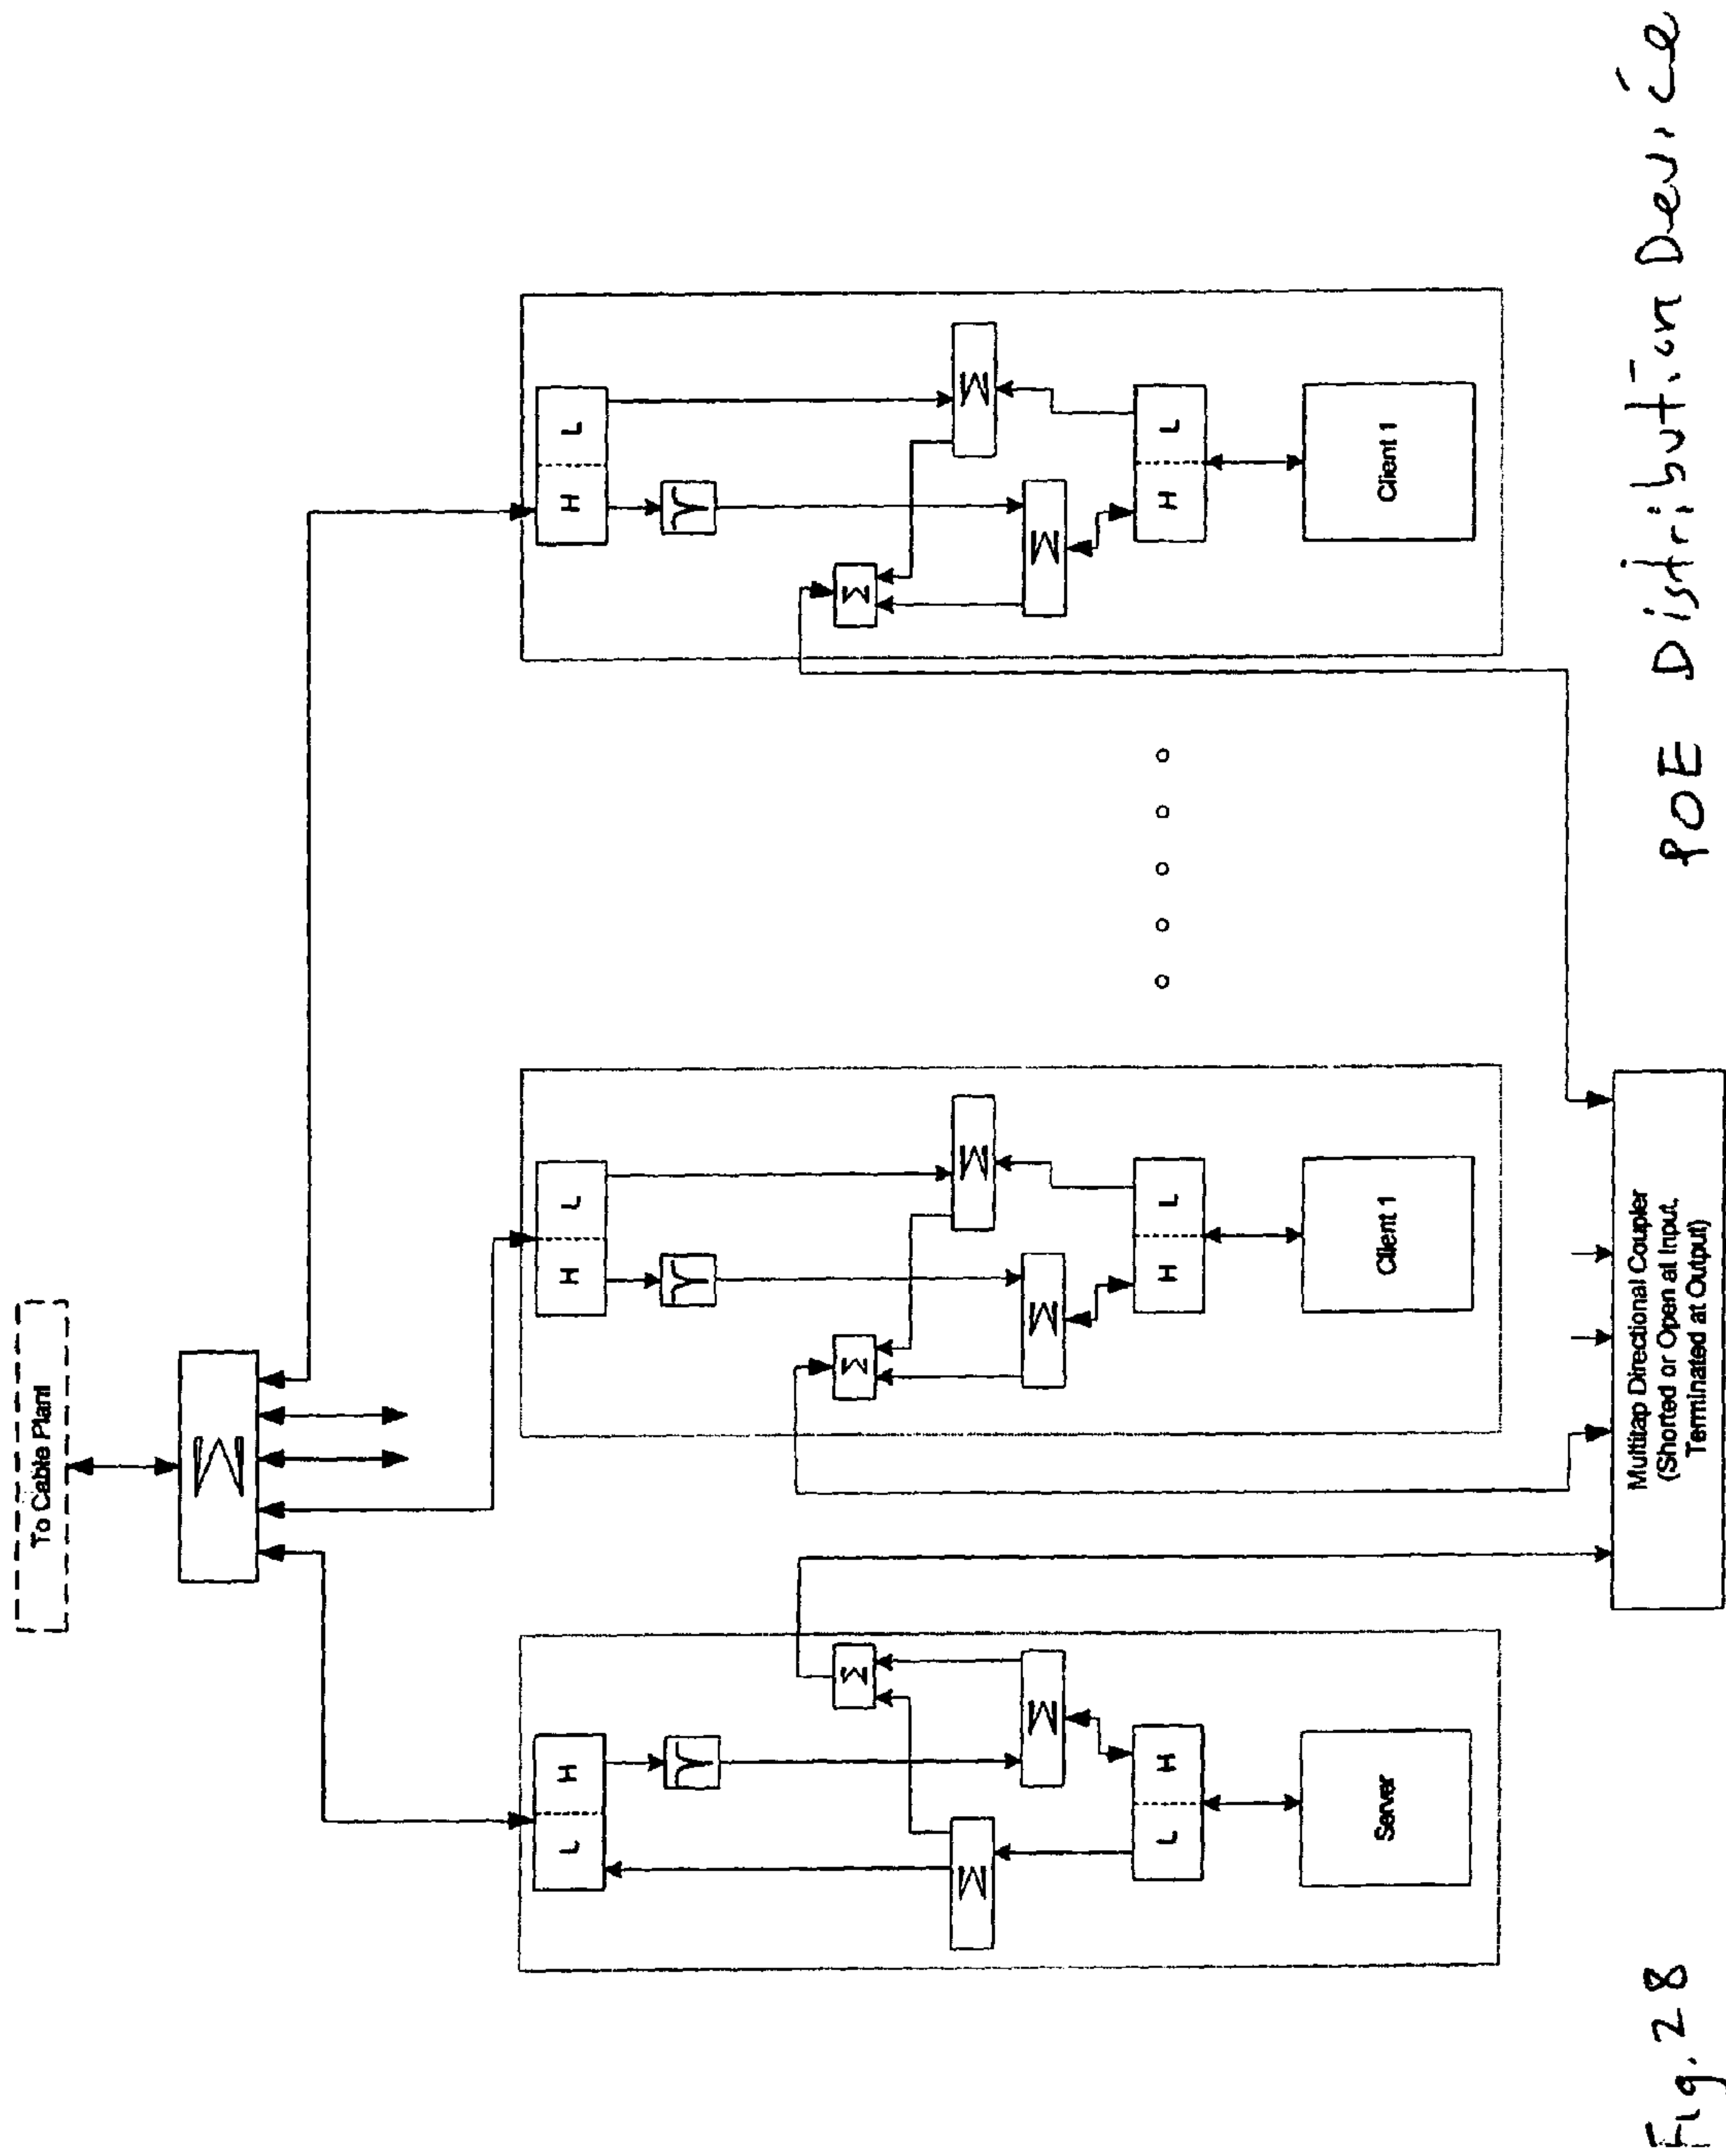 To Cable Plant
Σ
L H
Σ
Σ
Σ
L H
Server
H L
Σ
Σ
Σ
H L
Client 1
H L
Σ
Σ
Σ
H L
Client 1
Multitap Directional Coupler
(Shorted or Open at Input,
Terminated at Output)
Fig. 28
POE Distribution Device